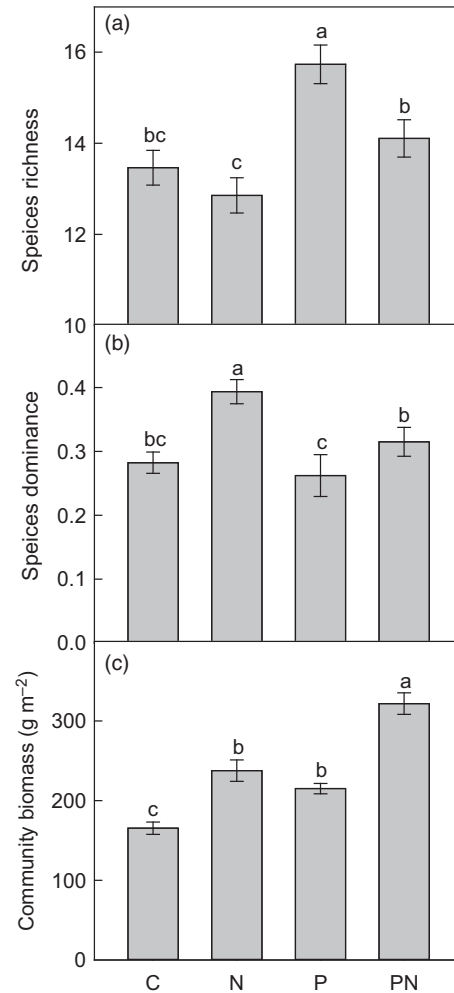 (a)
16
14
12
10
Speices richness
bc
c
a
b
(b)
0.4
0.3
0.2
0.1
0.0
Speices dominance
bc
a
c
b
(c)
300
200
100
0
Community biomass (g m⁻²)
c
b
b
a
C N P PN